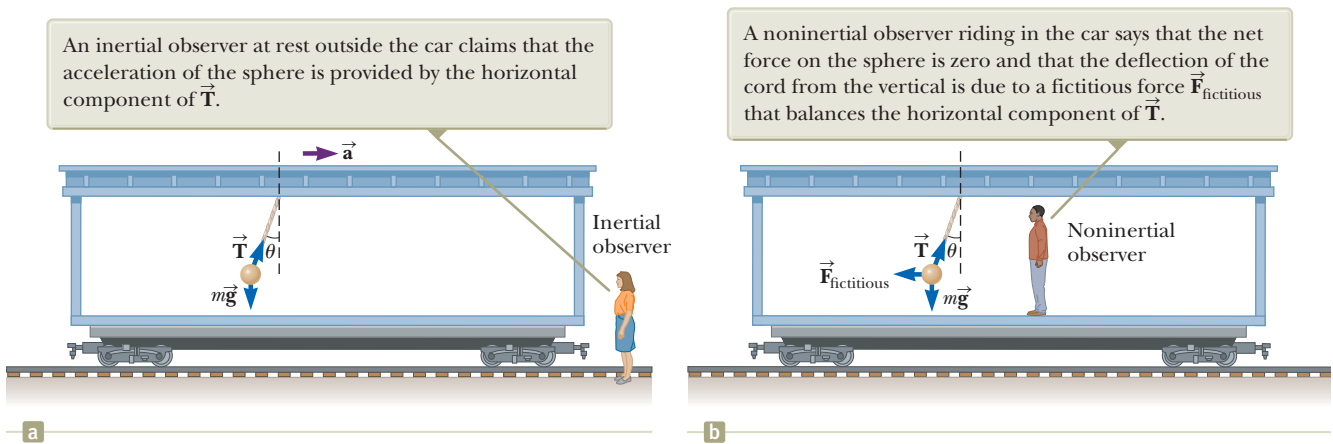 An inertial observer at rest outside the car claims that the
acceleration of the sphere is provided by the horizontal
component of T⃗.
a⃗
Inertial
observer
T⃗
θ
mg⃗
a
A noninertial observer riding in the car says that the net
force on the sphere is zero and that the deflection of the
cord from the vertical is due to a fictitious force F⃗fictitious
that balances the horizontal component of T⃗.
Noninertial
observer
T⃗
θ
F⃗fictitious
mg⃗
b